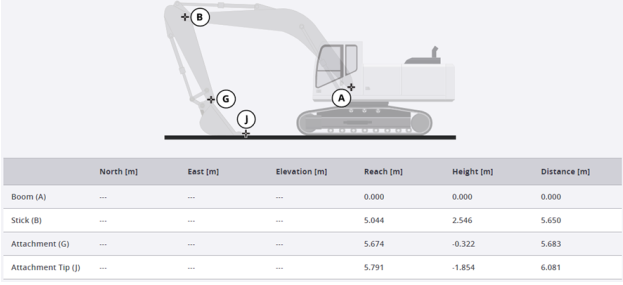 B
G
J
A
North [m] East [m] Elevation [m] Reach [m] Height [m] Distance [m]
Boom (A) --- --- --- 0.000 0.000 0.000
Stick (B) --- --- --- 5.044 2.546 5.650
Attachment (G) --- --- --- 5.674 -0.322 5.683
Attachment Tip (J) --- --- --- 5.791 -1.854 6.081